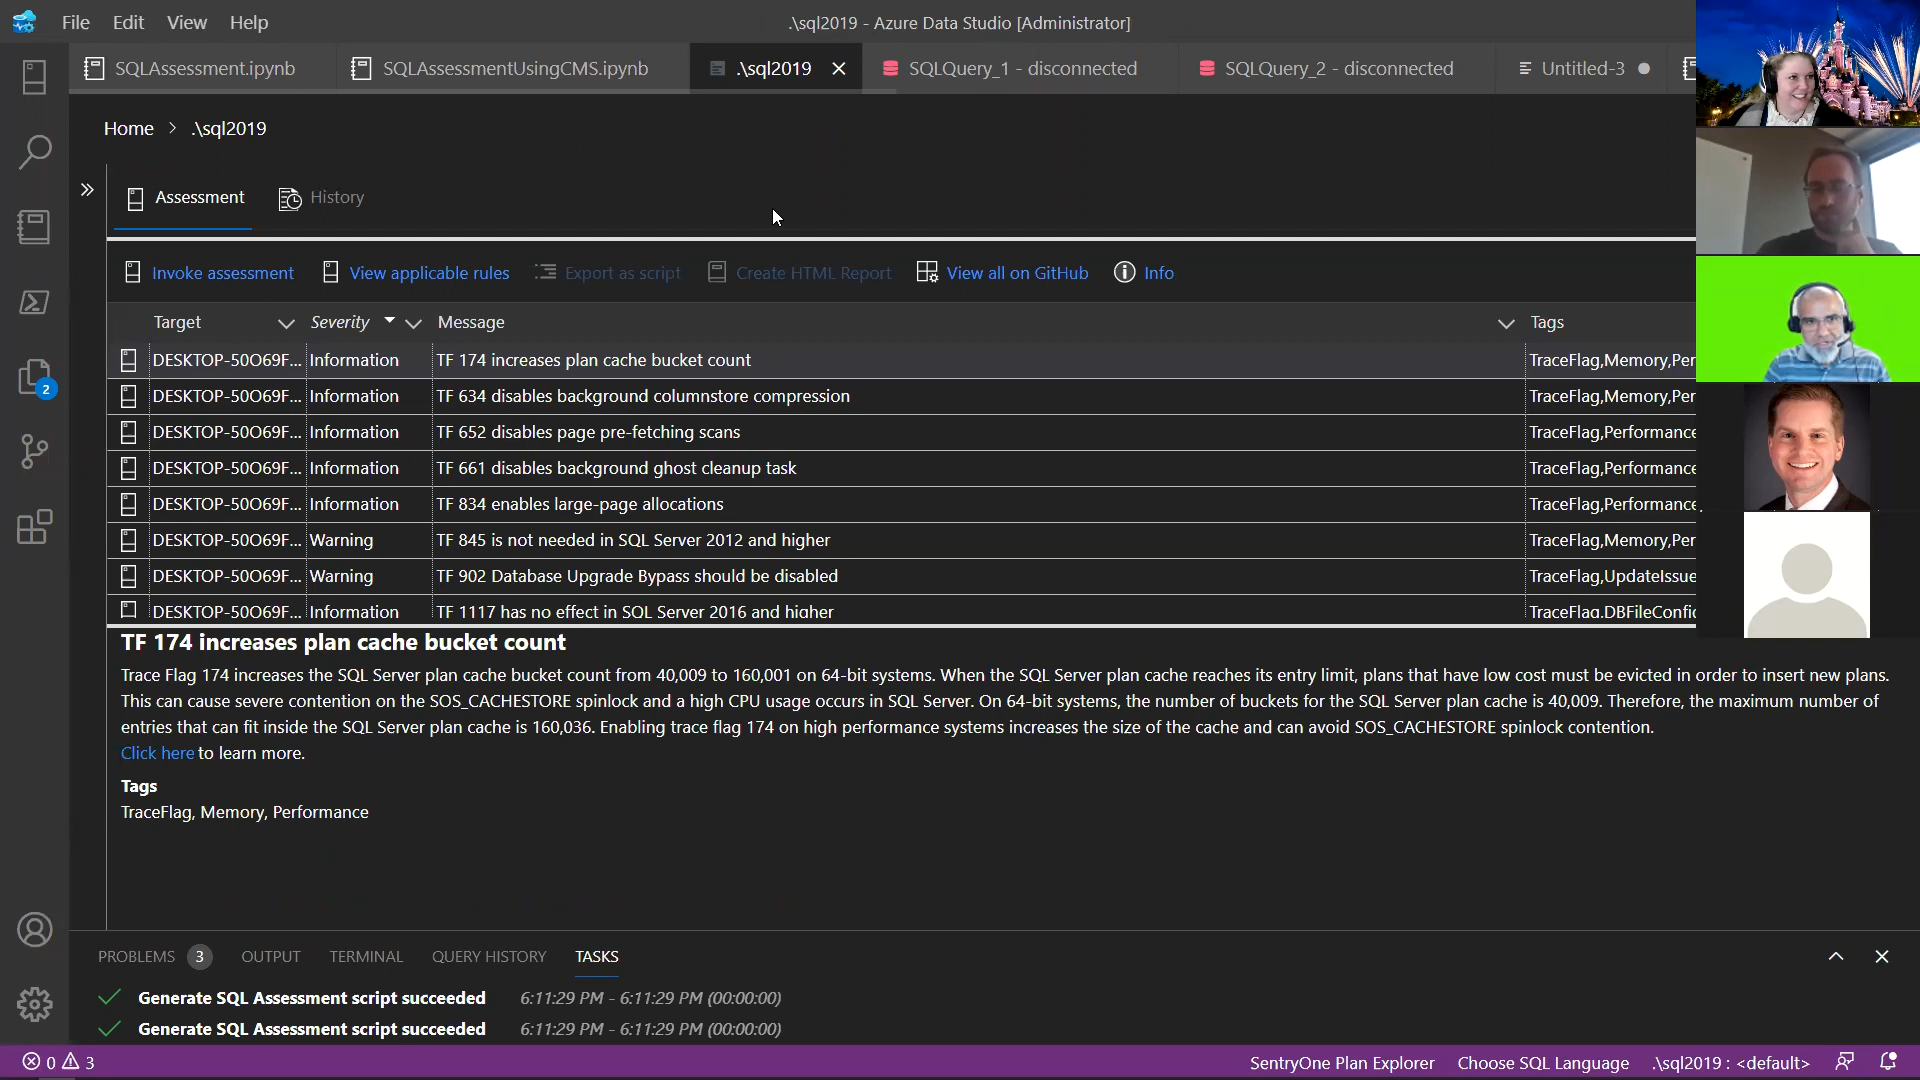 File Edit View Help
.\sql2019 - Azure Data Studio [Administrator]
SQLAssessment.ipynb
SQLAssessmentUsingCMS.ipynb
.\sql2019
SQLQuery_1 - disconnected
SQLQuery_2 - disconnected
Untitled-3
Home > .\sql2019
Assessment
History
Invoke assessment
View applicable rules
Export as script
Create HTML Report
View all on GitHub
Info
Target Severity Message Tags
DESKTOP-50O69F... Information TF 174 increases plan cache bucket count TraceFlag,Memory,Per
DESKTOP-50O69F... Information TF 634 disables background columnstore compression TraceFlag,Memory,Per
DESKTOP-50O69F... Information TF 652 disables page pre-fetching scans TraceFlag,Performance
DESKTOP-50O69F... Information TF 661 disables background ghost cleanup task TraceFlag,Performance
DESKTOP-50O69F... Information TF 834 enables large-page allocations TraceFlag,Performance
DESKTOP-50O69F... Warning TF 845 is not needed in SQL Server 2012 and higher TraceFlag,Memory,Per
DESKTOP-50O69F... Warning TF 902 Database Upgrade Bypass should be disabled TraceFlag,UpdateIssue
DESKTOP-50O69F... Information TF 1117 has no effect in SQL Server 2016 and higher TraceFlag,DBFileConfic
TF 174 increases plan cache bucket count
Trace Flag 174 increases the SQL Server plan cache bucket count from 40,009 to 160,001 on 64-bit systems. When the SQL Server plan cache reaches its entry limit, plans that have low cost must be evicted in order to insert new plans.
This can cause severe contention on the SOS_CACHESTORE spinlock and a high CPU usage occurs in SQL Server. On 64-bit systems, the number of buckets for the SQL Server plan cache is 40,009. Therefore, the maximum number of
entries that can fit inside the SQL Server plan cache is 160,036. Enabling trace flag 174 on high performance systems increases the size of the cache and can avoid SOS_CACHESTORE spinlock contention.
Click here to learn more.
Tags
TraceFlag, Memory, Performance
2
PROBLEMS 3 OUTPUT TERMINAL QUERY HISTORY TASKS
Generate SQL Assessment script succeeded 6:11:29 PM - 6:11:29 PM (00:00:00)
Generate SQL Assessment script succeeded 6:11:29 PM - 6:11:29 PM (00:00:00)
0 3 SentryOne Plan Explorer Choose SQL Language .\sql2019 : <default>